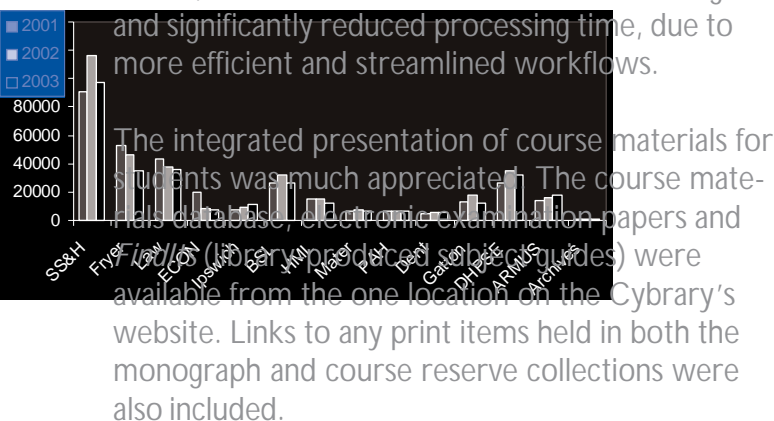 and significantly reduced processing time, due to
more efficient and streamlined workflows.
2001
2002
2003
80000
60000
40000
20000
0
SS&H
Fryer
Law
ECON
Ipswich
BSL
HMI
Mater
PAH
Dent
Gatton
DHUSE
ARMUS
Archives
The integrated presentation of course materials for
students was much appreciated. The course mate-
rials database, electronic examination papers and
(library produced subject guides) were
available from the one location on the Cybrary's
website. Links to any print items held in both the
monograph and course reserve collections were
also included.